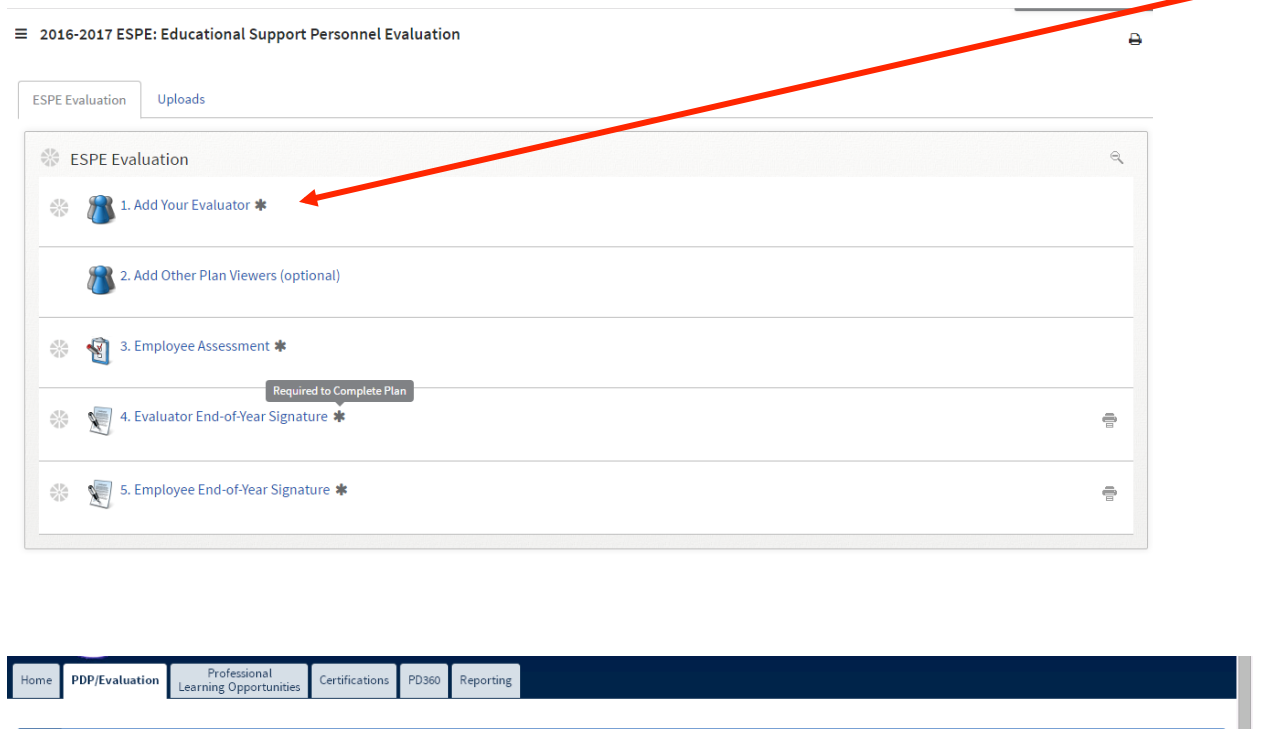 2016-2017 ESPE: Educational Support Personnel Evaluation
ESPE Evaluation Uploads
ESPE Evaluation
1. Add Your Evaluator ✱
2. Add Other Plan Viewers (optional)
3. Employee Assessment ✱
Required to Complete Plan
4. Evaluator End-of-Year Signature ✱
5. Employee End-of-Year Signature ✱
Home PDP/Evaluation Professional Learning Opportunities Certifications PD360 Reporting